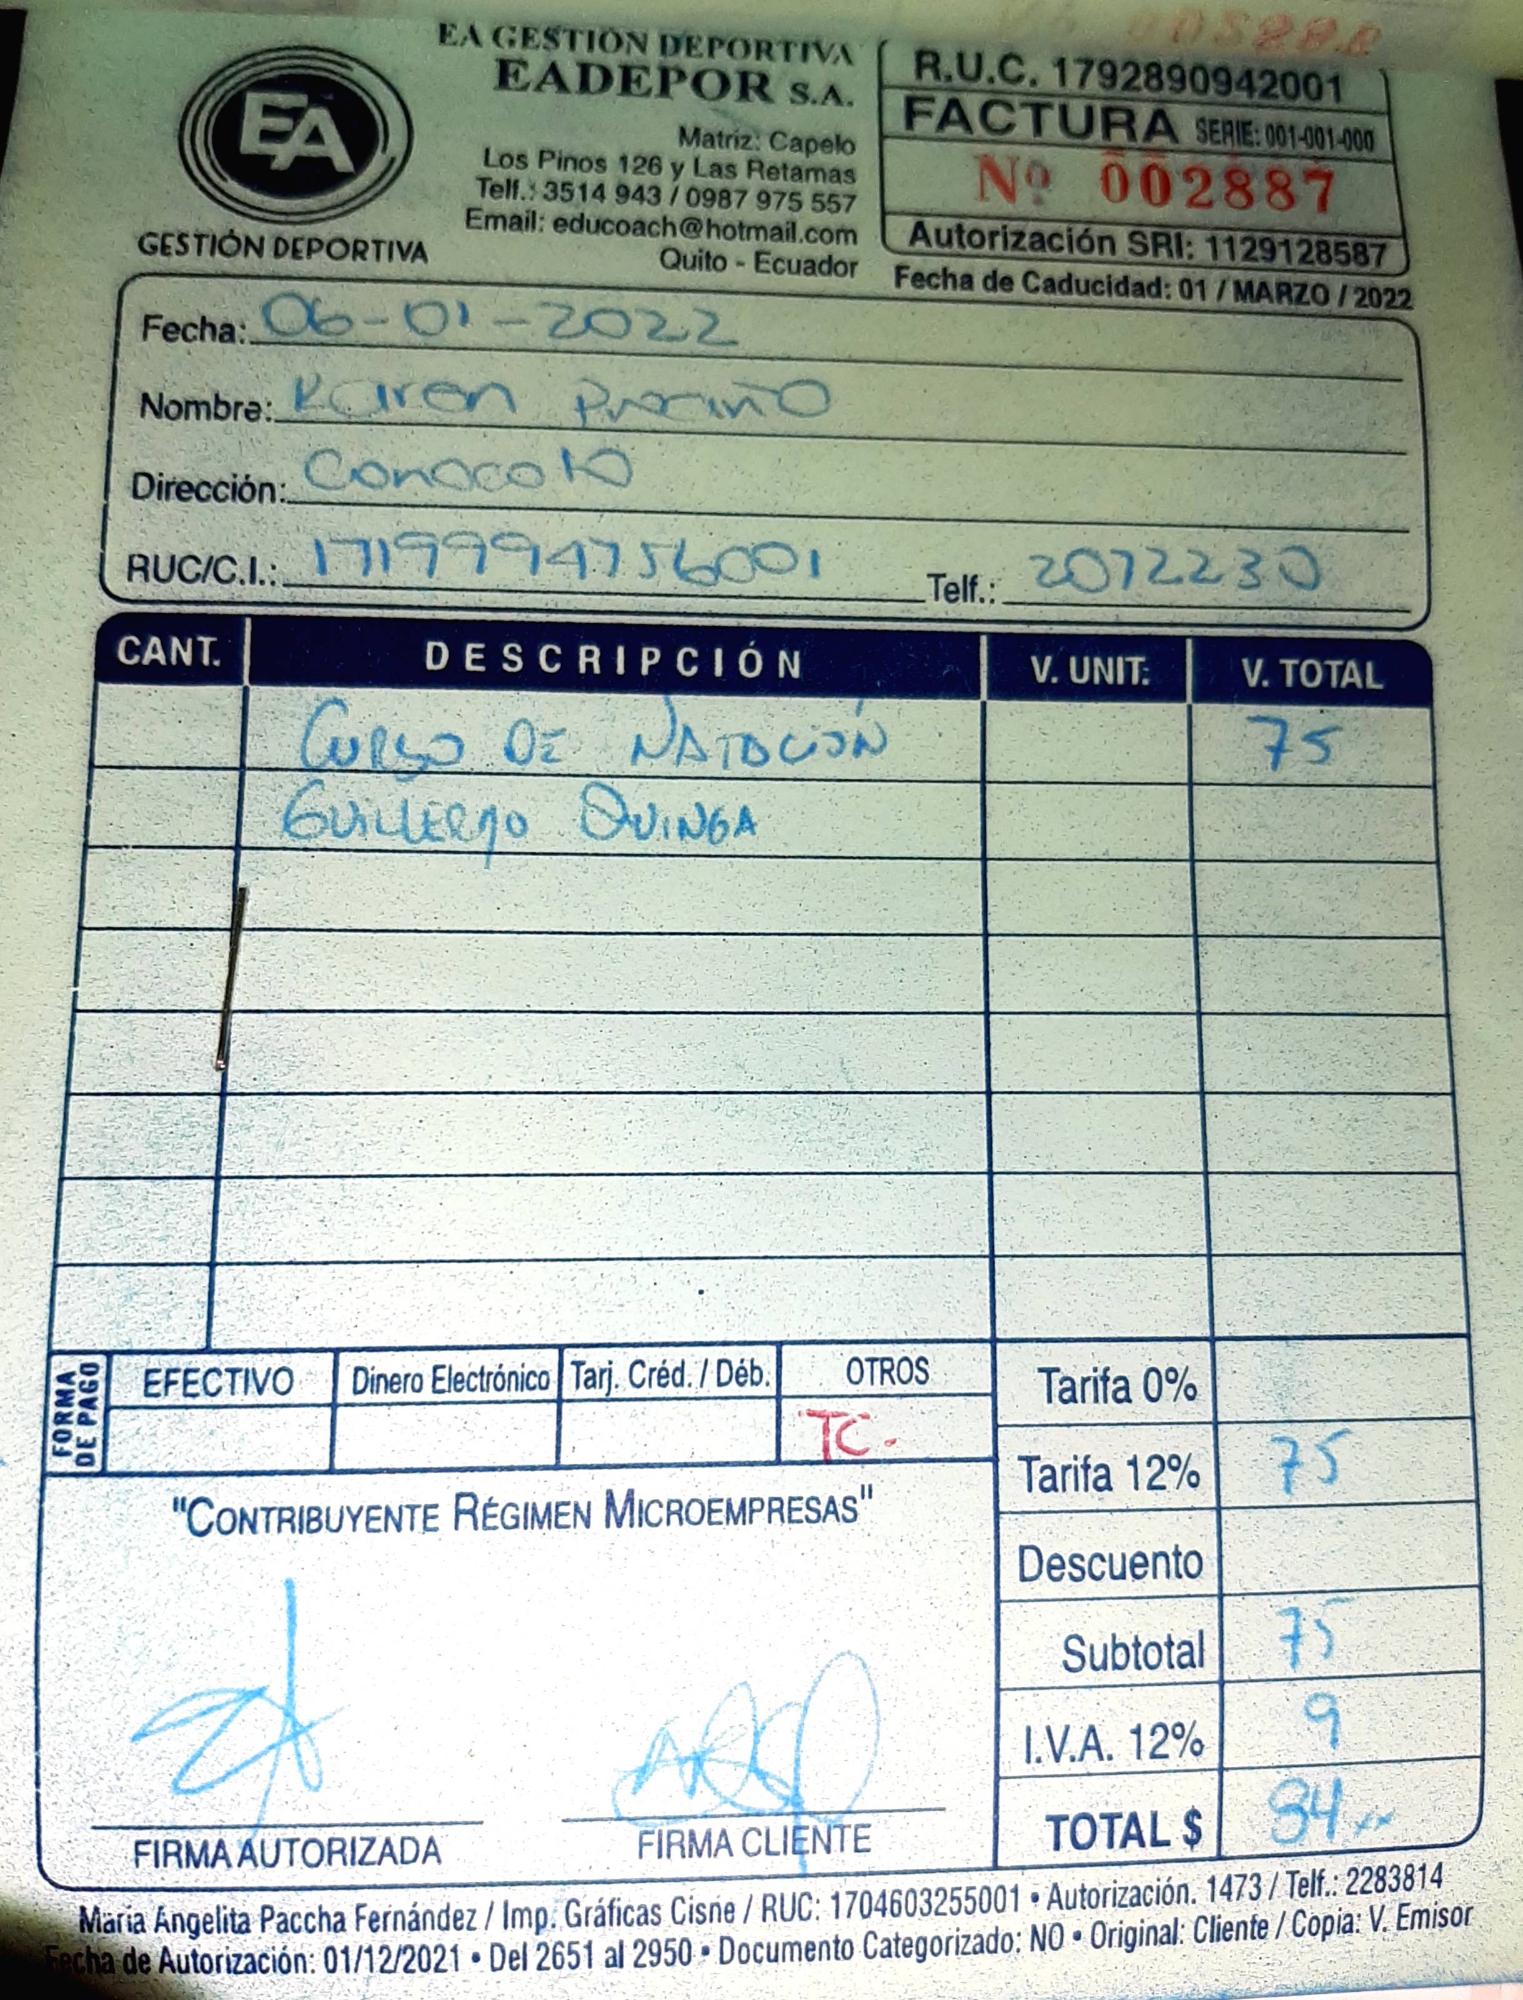 EA GESTIÓN DEPORTIVA
EADEPOR S.A.
EA
GESTIÓN DEPORTIVA
Matriz: Capelo
Los Pinos 126 y Las Retamas
Telf.: 3514 943 / 0987 975 557
Email: educoach@hotmail.com
Quito - Ecuador
R.U.C. 1792890942001
FACTURA SERIE: 001-001-000
Nº 002887
Autorización SRI: 1129128587
Fecha de Caducidad: 01 / MARZO / 2022
Fecha: 06-01-2022
Nombre: Karen
Dirección: Conocoto
RUC/C.I.: 1719994756001 Telf.: 2072230
CANT. DESCRIPCIÓN V. UNIT: V. TOTAL
CURSO DE NATACIÓN 75
GUILLERMO QUINGA
FORMA DE PAGO
EFECTIVO Dinero Electrónico Tarj. Créd. / Déb. OTROS
TC.
Tarifa 0%
Tarifa 12% 75
Descuento
Subtotal 75
I.V.A. 12% 9
TOTAL $ 84
"CONTRIBUYENTE RÉGIMEN MICROEMPRESAS"
FIRMA AUTORIZADA FIRMA CLIENTE
Maria Angelita Paccha Fernández / Imp. Gráficas Cisne / RUC: 1704603255001 • Autorización. 1473 / Telf.: 2283814
Fecha de Autorización: 01/12/2021 • Del 2651 al 2950 • Documento Categorizado: NO • Original: Cliente / Copia: V. Emisor